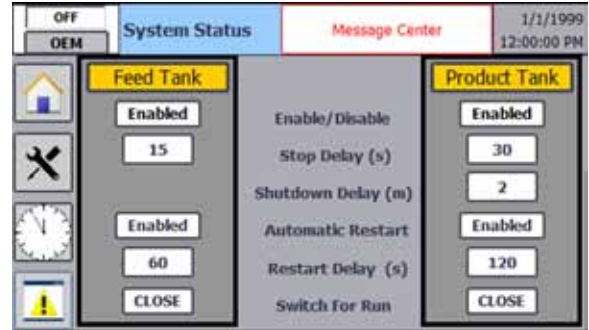 OFF
OEM
System Status
Message Center
1/1/1999
12:00:00 PM
Feed Tank
Product Tank
Enabled
Enable/Disable
Enabled
15
Stop Delay (s)
30
Shutdown Delay (m)
2
Enabled
Automatic Restart
Enabled
60
Restart Delay (s)
120
CLOSE
Switch For Run
CLOSE